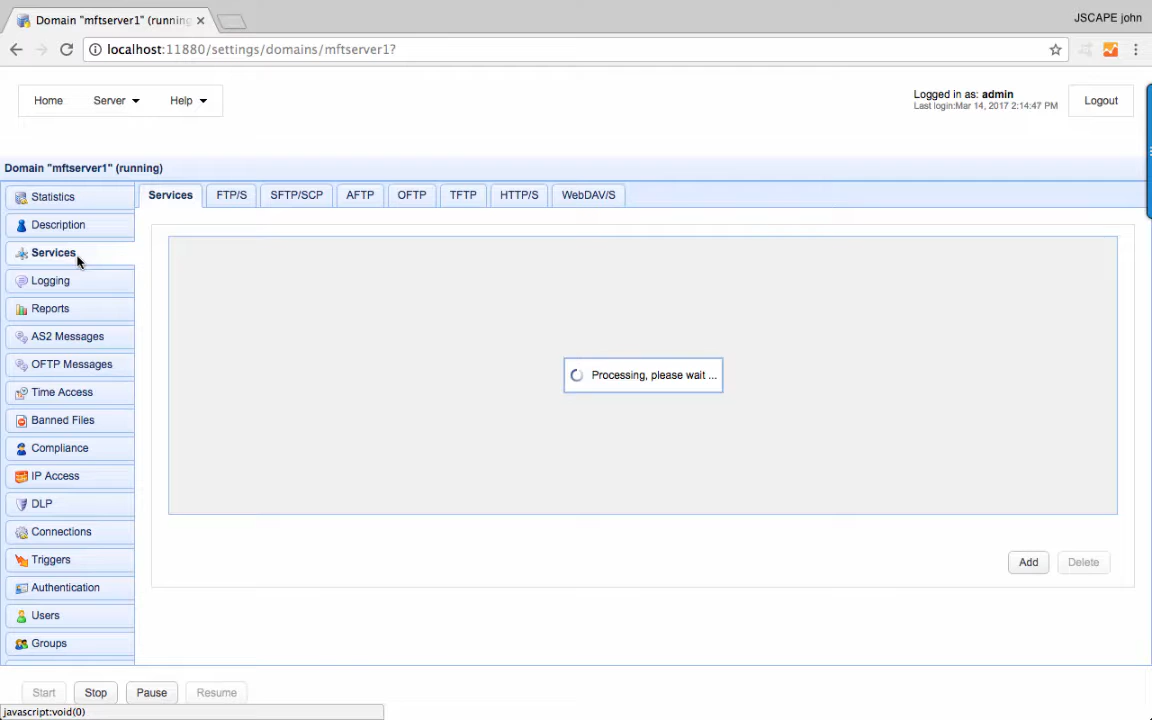 Domain "mftserver1" (running)
JSCAPE john
localhost:11880/settings/domains/mftserver1?
Home
Server
Help
Logged in as: admin
Last login:Mar 14, 2017 2:14:47 PM
Logout
Domain "mftserver1" (running)
Statistics
Description
Services
Logging
Reports
AS2 Messages
OFTP Messages
Time Access
Banned Files
Compliance
IP Access
DLP
Connections
Triggers
Authentication
Users
Groups
Services
FTP/S
SFTP/SCP
AFTP
OFTP
TFTP
HTTP/S
WebDAV/S
Processing, please wait ...
Add
Delete
Start
Stop
Pause
Resume
javascript:void(0)